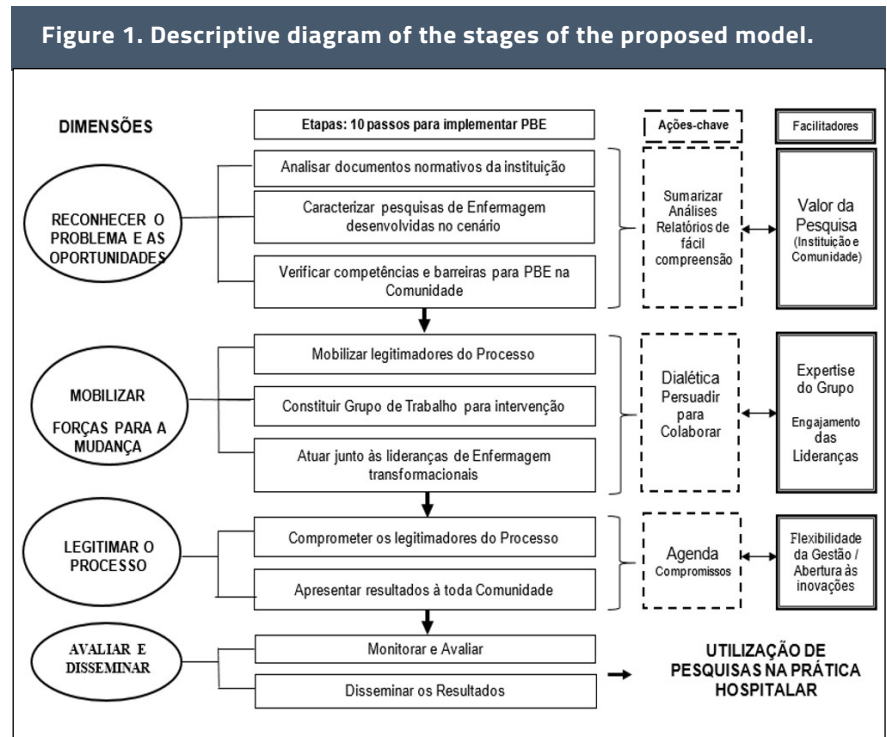 Figure 1. Descriptive diagram of the stages of the proposed model.
DIMENSÕES
Etapas: 10 passos para implementar PBE
Ações-chave
Facilitadores
RECONHECER O
PROBLEMA E AS
OPORTUNIDADES
Analisar documentos normativos da instituição
Caracterizar pesquisas de Enfermagem
desenvolvidas no cenário
Verificar competências e barreiras para PBE na
Comunidade
Sumarizar
Análises
Relatórios de
fácil
compreensão
Valor da
Pesquisa
(Instituição e
Comunidade)
MOBILIZAR
FORÇAS PARA A
MUDANÇA
Mobilizar legitimadores do Processo
Constituir Grupo de Trabalho para intervenção
Atuar junto às lideranças de Enfermagem
transformacionais
Dialética
Persuadir
para
Colaborar
Expertise
do Grupo
Engajamento
das
Lideranças
LEGITIMAR O
PROCESSO
Comprometer os legitimadores do Processo
Apresentar resultados à toda Comunidade
Agenda
Compromissos
Flexibilidade
da Gestão /
Abertura às
inovações
AVALIAR E
DISSEMINAR
Monitorar e Avaliar
Disseminar os Resultados
UTILIZAÇÃO DE
PESQUISAS NA PRÁTICA
HOSPITALAR